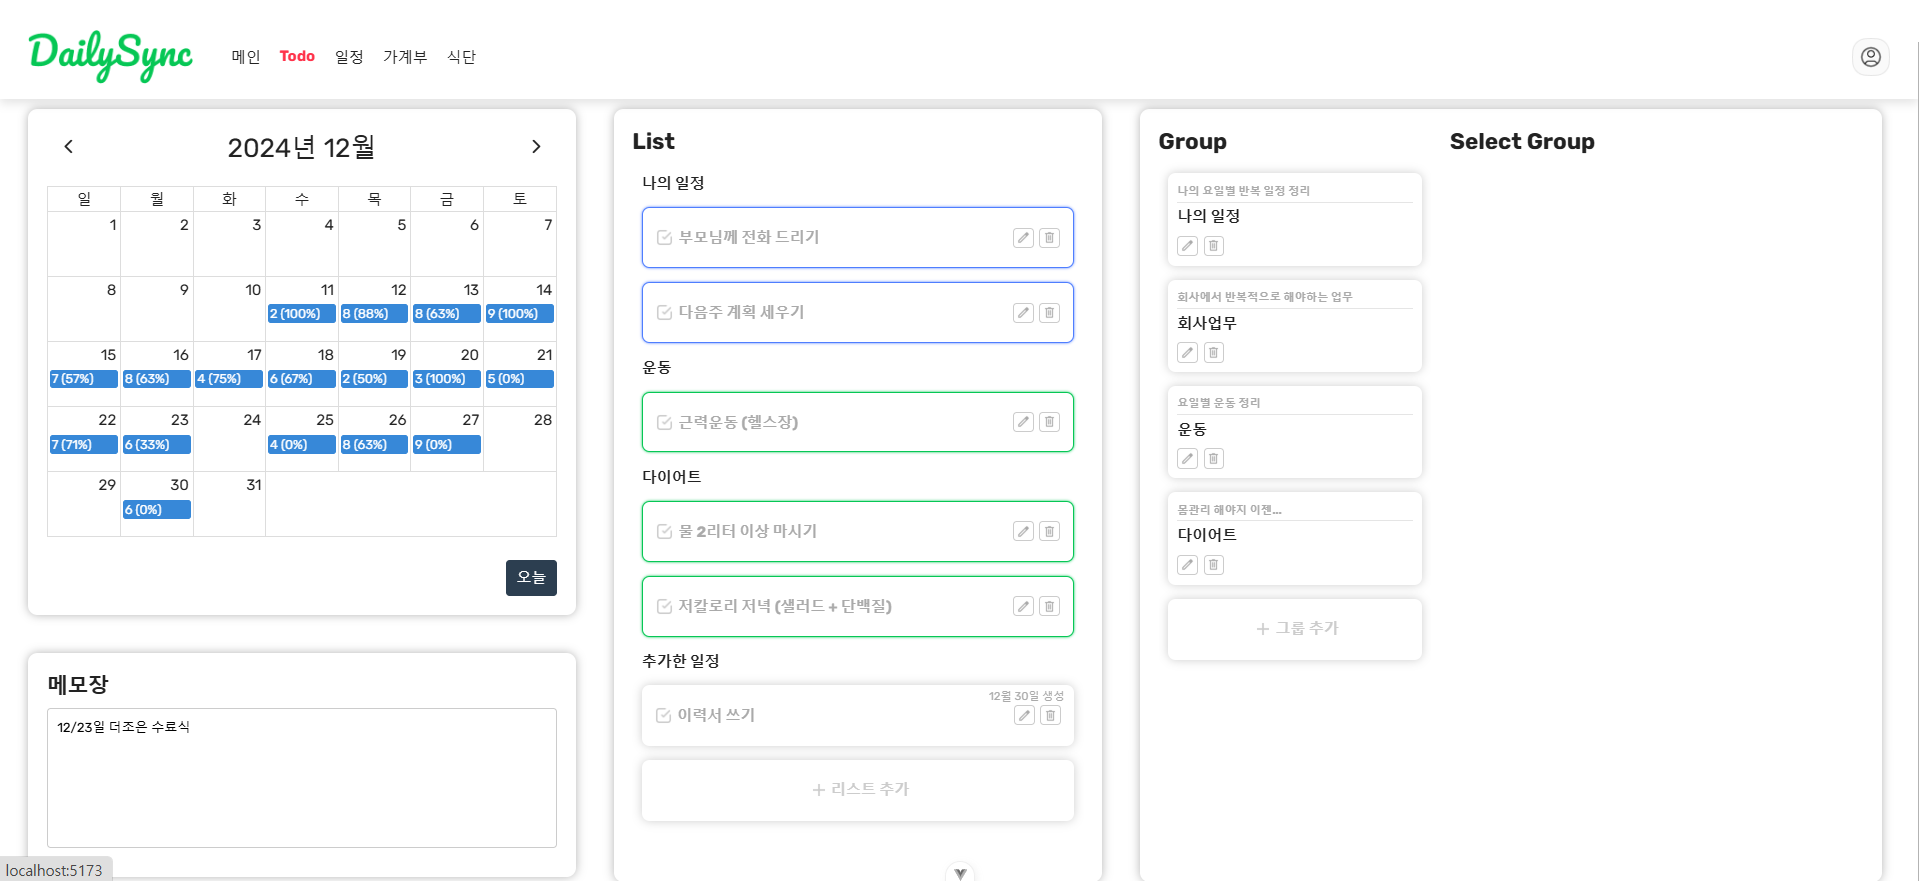 DailySync
메인 Todo 일정 가계부 식단
2024년 12월
일 월 화 수 목 금 토
1 2 3 4 5 6 7
8 9 10 11 12 13 14
2 (100%) 8 (88%) 8 (63%) 9 (100%)
15 16 17 18 19 20 21
7 (57%) 8 (63%) 4 (75%) 6 (67%) 2 (50%) 3 (100%) 5 (0%)
22 23 24 25 26 27 28
7 (71%) 6 (33%) 4 (0%) 8 (63%) 9 (0%)
29 30 31
6 (0%)
오늘
메모장
12/23일 더조은 수료식
localhost:5173
List
나의 일정
부모님께 전화 드리기
다음주 계획 세우기
운동
근력운동 (헬스장)
다이어트
물 2리터 이상 마시기
저칼로리 저녁 (샐러드 + 단백질)
추가한 일정
12월 30일 생성
이력서 쓰기
+ 리스트 추가
Group
나의 요일별 반복 일정 정리
나의 일정
회사에서 반복적으로 해야하는 업무
회사업무
요일별 운동 정리
운동
몸관리 해야지 이젠...
다이어트
+ 그룹 추가
Select Group